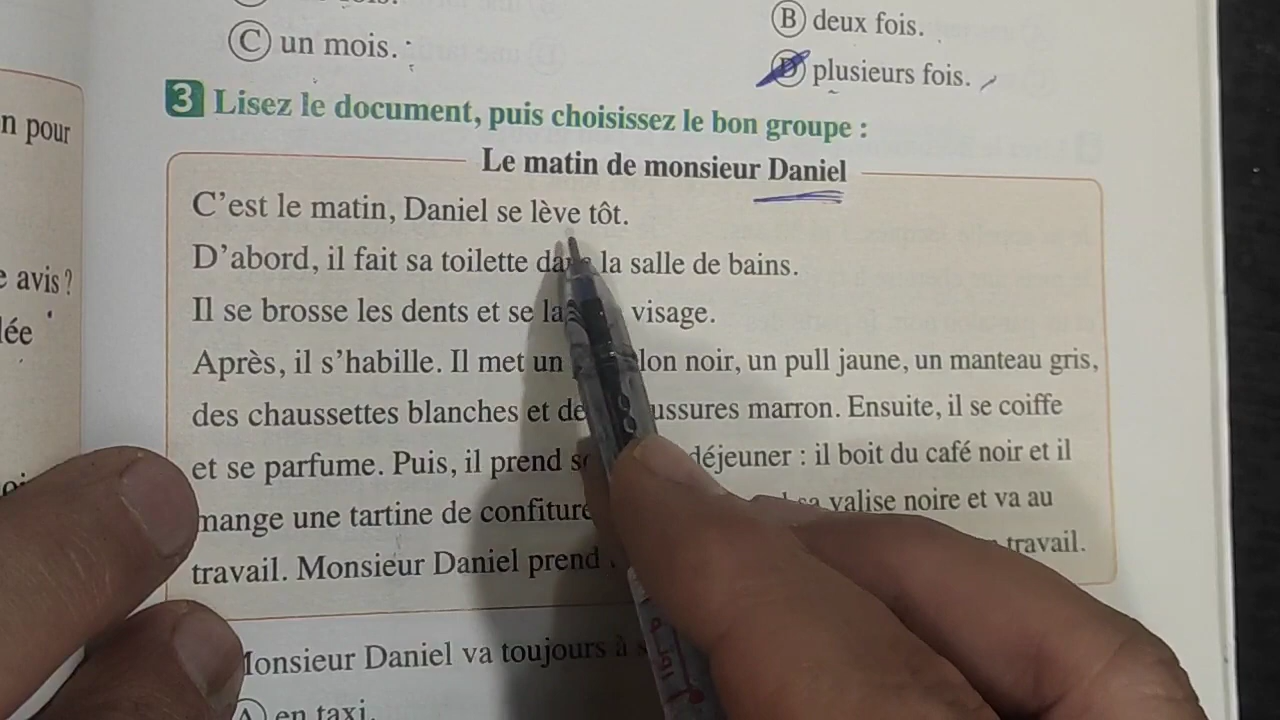 B deux fois.
C un mois.
D plusieurs fois.
n pour
3 Lisez le document, puis choisissez le bon groupe :
Le matin de monsieur Daniel
C'est le matin, Daniel se lève tôt.
D'abord, il fait sa toilette la salle de bains.
e avis ?
Il se brosse les dents et se visage.
lée
Après, il s'habille. Il met un lon noir, un pull jaune, un manteau gris,
des chaussettes blanches et de ussures marron. Ensuite, il se coiffe
et se parfume. Puis, il prend déjeuner : il boit du café noir et il
mange une tartine de confiture sa valise noire et va au
travail. Monsieur Daniel prend travail.
Monsieur Daniel va toujours à
A en taxi.